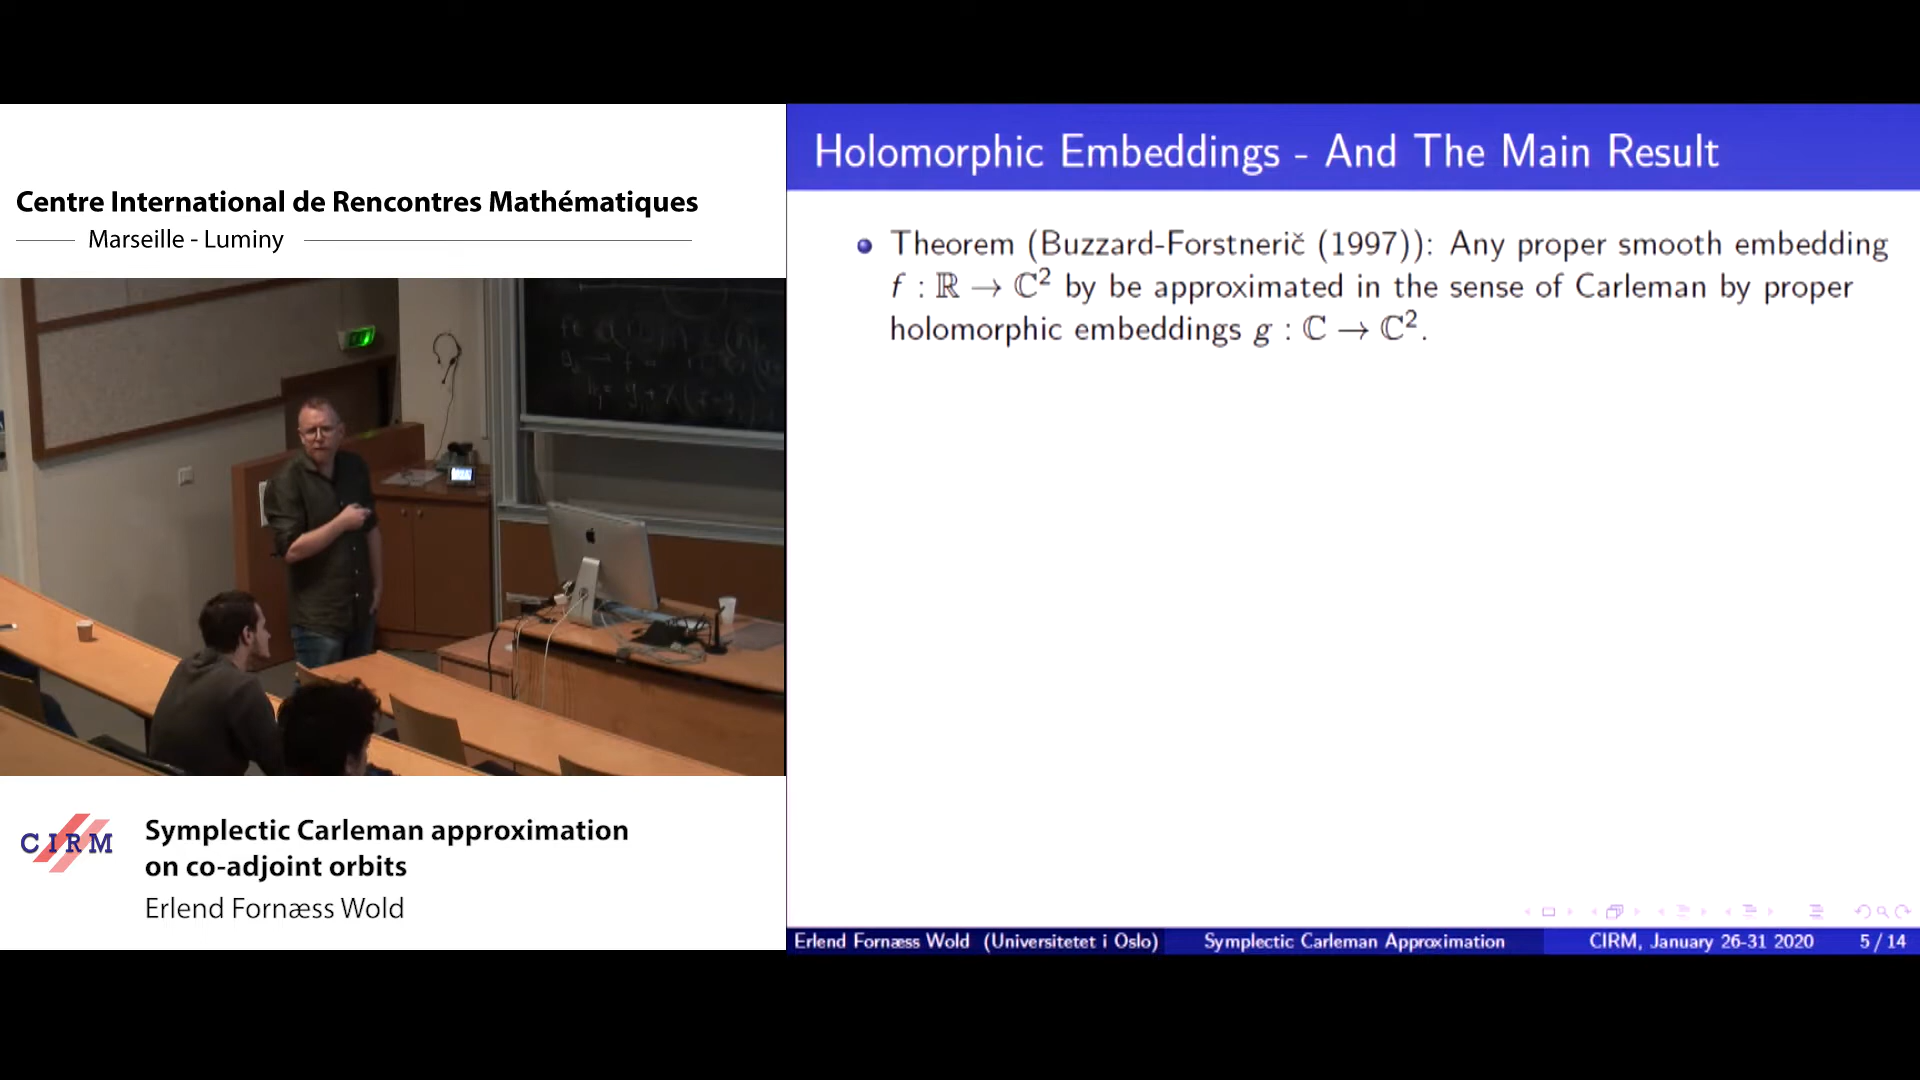 Centre International de Rencontres Mathématiques
Marseille - Luminy
CIRM
Symplectic Carleman approximation
on co-adjoint orbits
Erlend Fornæss Wold
Holomorphic Embeddings - And The Main Result
Theorem (Buzzard-Forstnerič (1997)): Any proper smooth embedding
f : ℝ → ℂ² by be approximated in the sense of Carleman by proper
holomorphic embeddings g : ℂ → ℂ².
Erlend Fornæss Wold (Universitetet i Oslo)
Symplectic Carleman Approximation
CIRM, January 26-31 2020
5 / 14